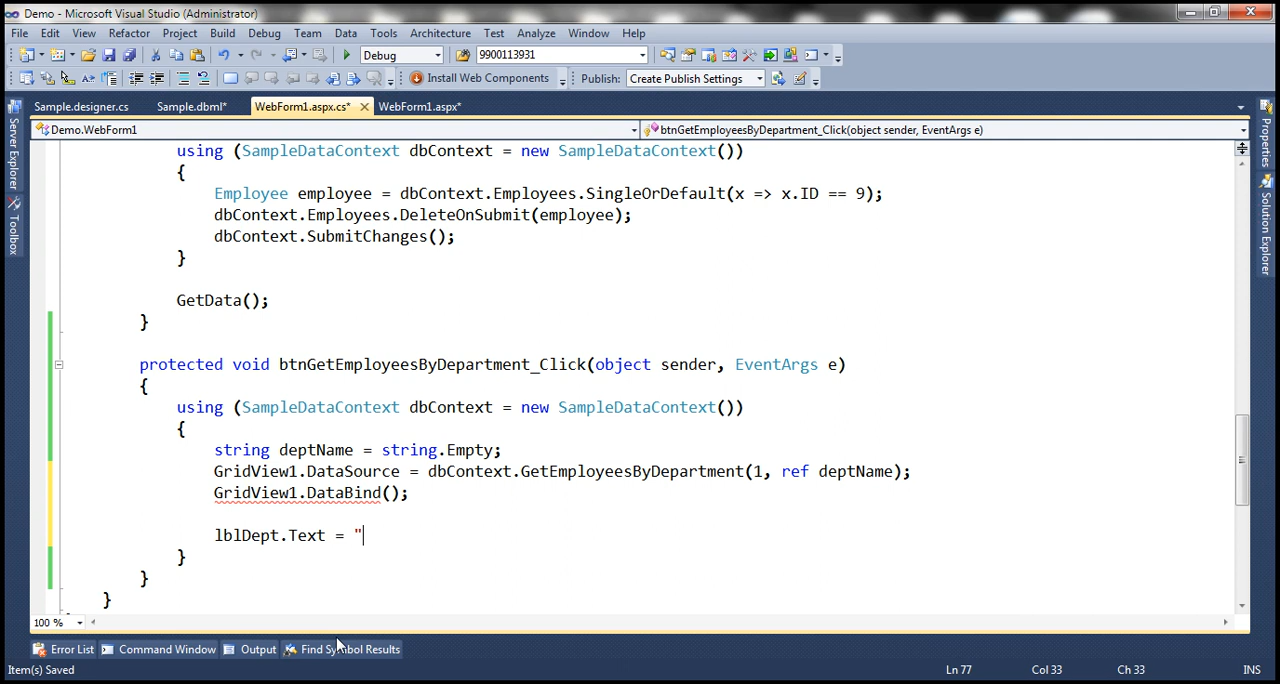 Demo - Microsoft Visual Studio (Administrator)
File Edit View Refactor Project Build Debug Team Data Tools Architecture Test Analyze Window Help
Debug 9900113931
Install Web Components Publish: Create Publish Settings
Sample.designer.cs Sample.dbml* WebForm1.aspx.cs* WebForm1.aspx*
Demo.WebForm1 btnGetEmployeesByDepartment_Click(object sender, EventArgs e)
Server Explorer
Toolbox
Properties
Solution Explorer
using (SampleDataContext dbContext = new SampleDataContext())
{
Employee employee = dbContext.Employees.SingleOrDefault(x => x.ID == 9);
dbContext.Employees.DeleteOnSubmit(employee);
dbContext.SubmitChanges();
}
GetData();
}
protected void btnGetEmployeesByDepartment_Click(object sender, EventArgs e)
{
using (SampleDataContext dbContext = new SampleDataContext())
{
string deptName = string.Empty;
GridView1.DataSource = dbContext.GetEmployeesByDepartment(1, ref deptName);
GridView1.DataBind();
lblDept.Text = "
}
}
}
100 %
Error List Command Window Output Find Symbol Results
Item(s) Saved Ln 77 Col 33 Ch 33 INS